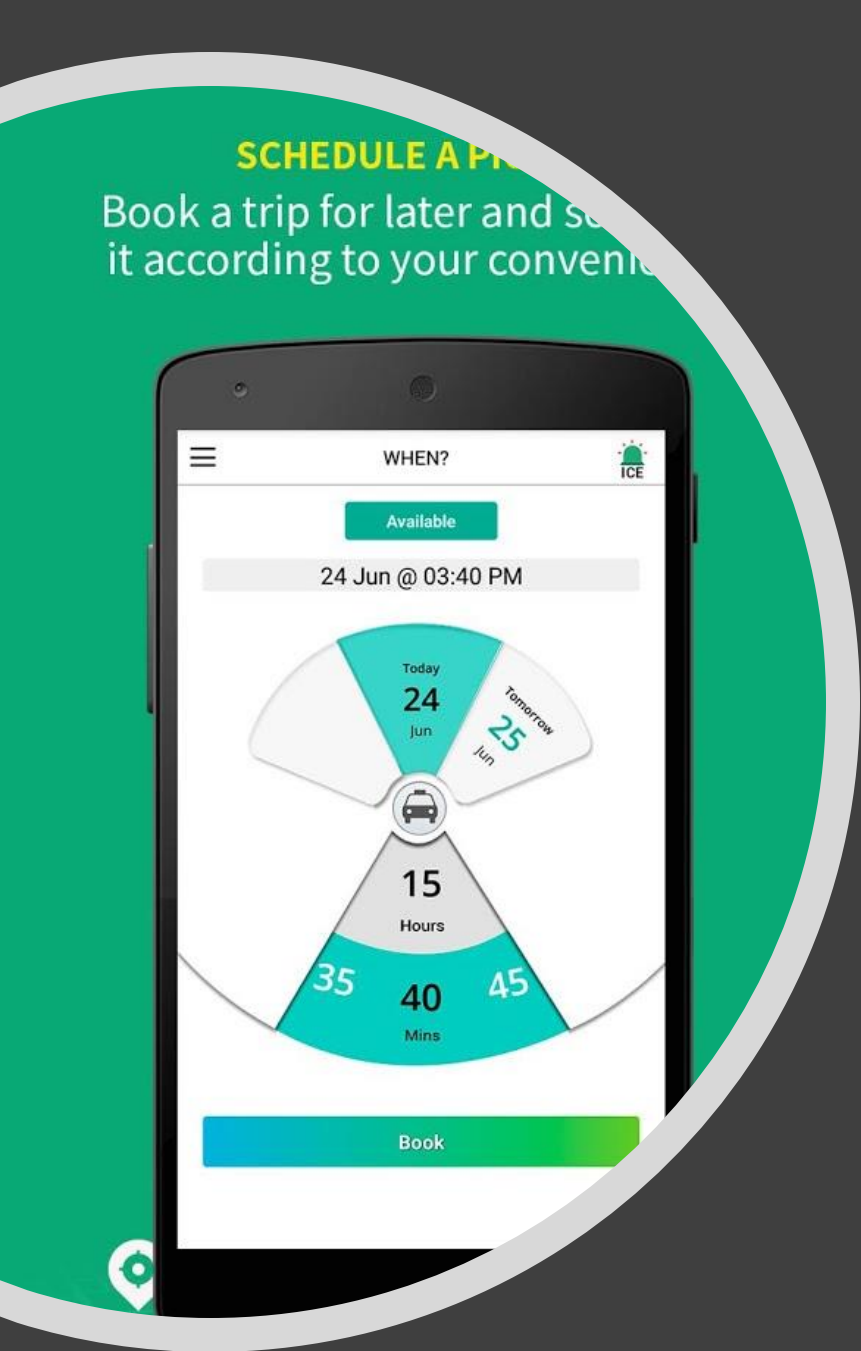 SCHEDULE A
Book a trip for later and
it according to your
WHEN?
ICE
Available
24 Jun @ 03:40 PM
Today
24
Jun
Tomorrow
25
Jun
15
Hours
35 40 45
Mins
Book